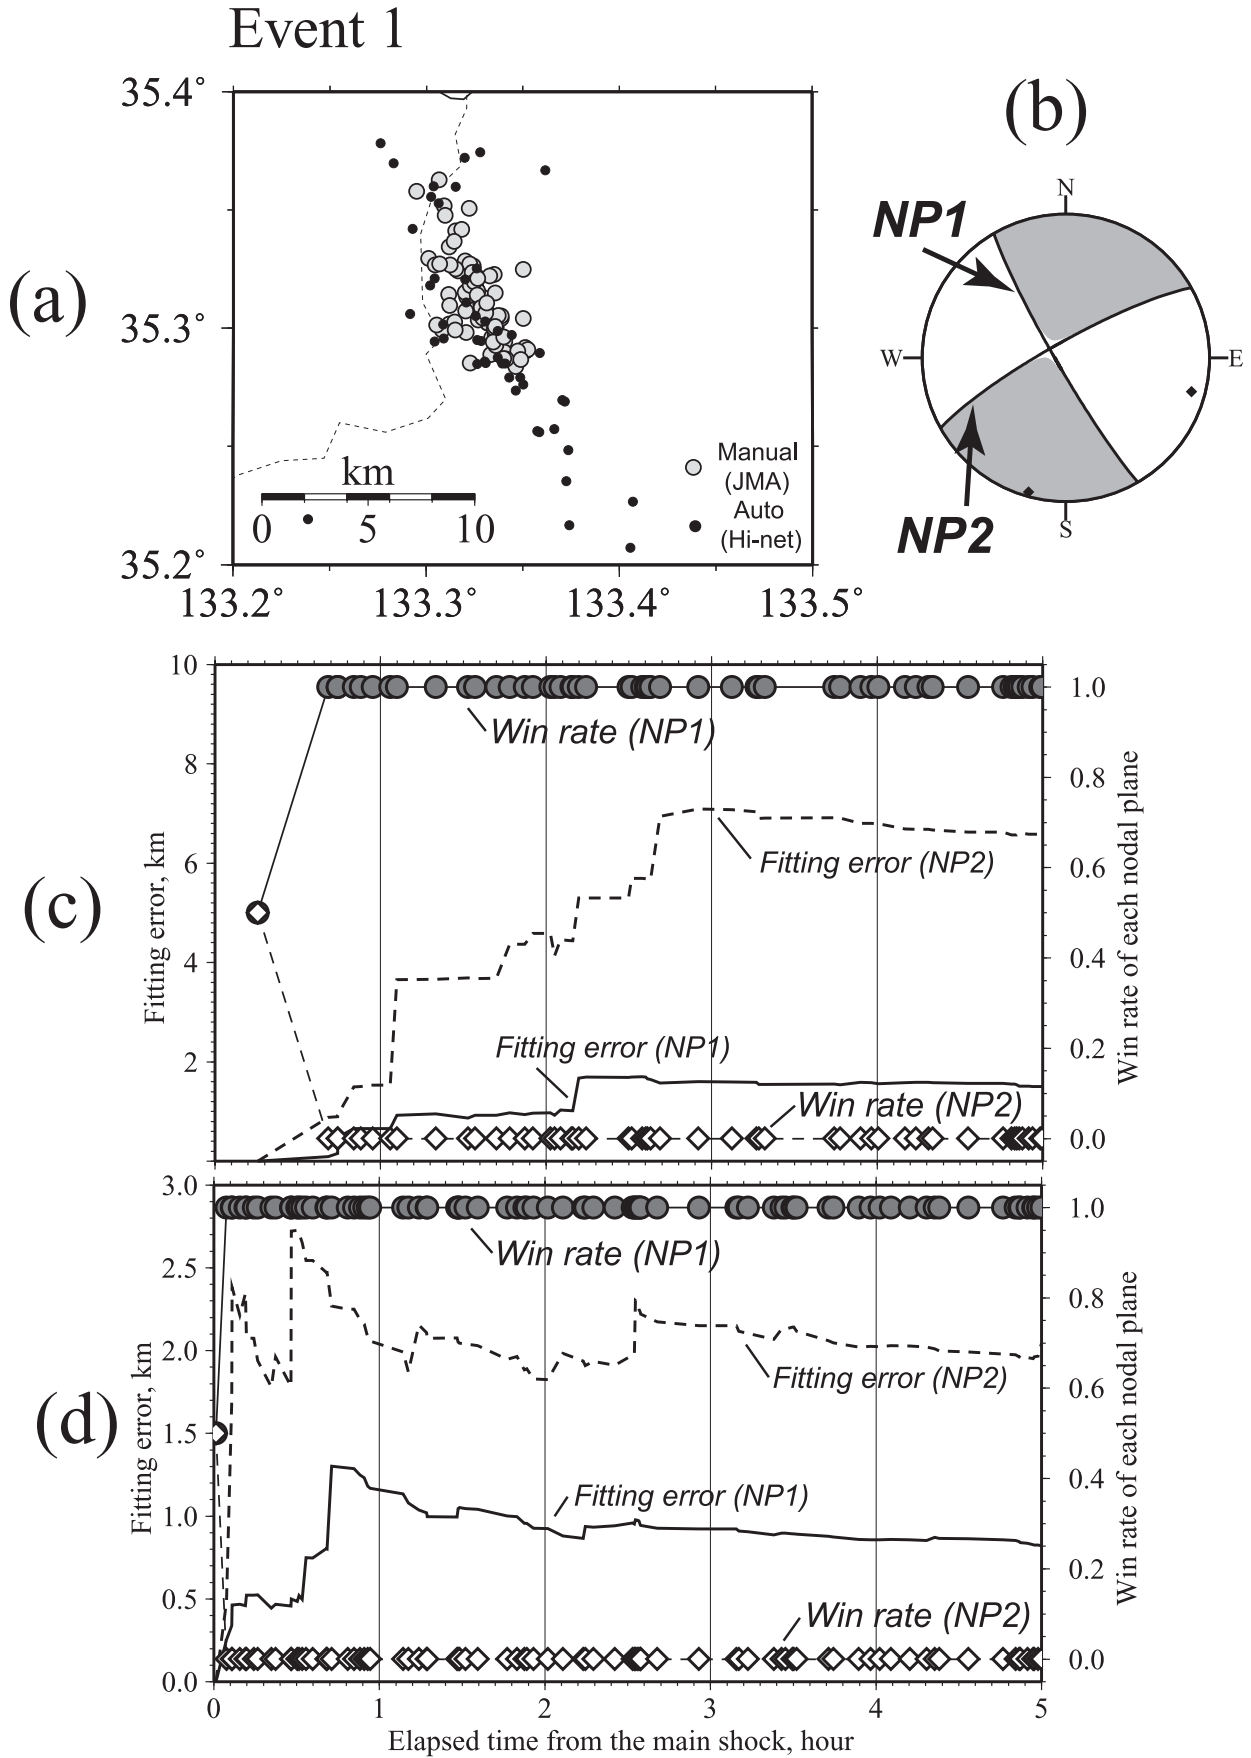 Event 1
(a)
35.4°
35.3°
35.2°
133.2°
133.3°
133.4°
133.5°
km
0
5
10
Manual
(JMA)
Auto
(Hi-net)
(b)
N
W
E
S
NP1
NP2
(c)
Fitting error, km
10
8
6
4
2
Win rate (NP1)
Fitting error (NP2)
Fitting error (NP1)
Win rate (NP2)
1.0
0.8
0.6
0.4
0.2
0.0
Win rate of each nodal plane
(d)
Fitting error, km
3.0
2.5
2.0
1.5
1.0
0.5
0.0
Win rate (NP1)
Fitting error (NP2)
Fitting error (NP1)
Win rate (NP2)
1.0
0.8
0.6
0.4
0.2
0.0
Win rate of each nodal plane
0
1
2
3
4
5
Elapsed time from the main shock, hour